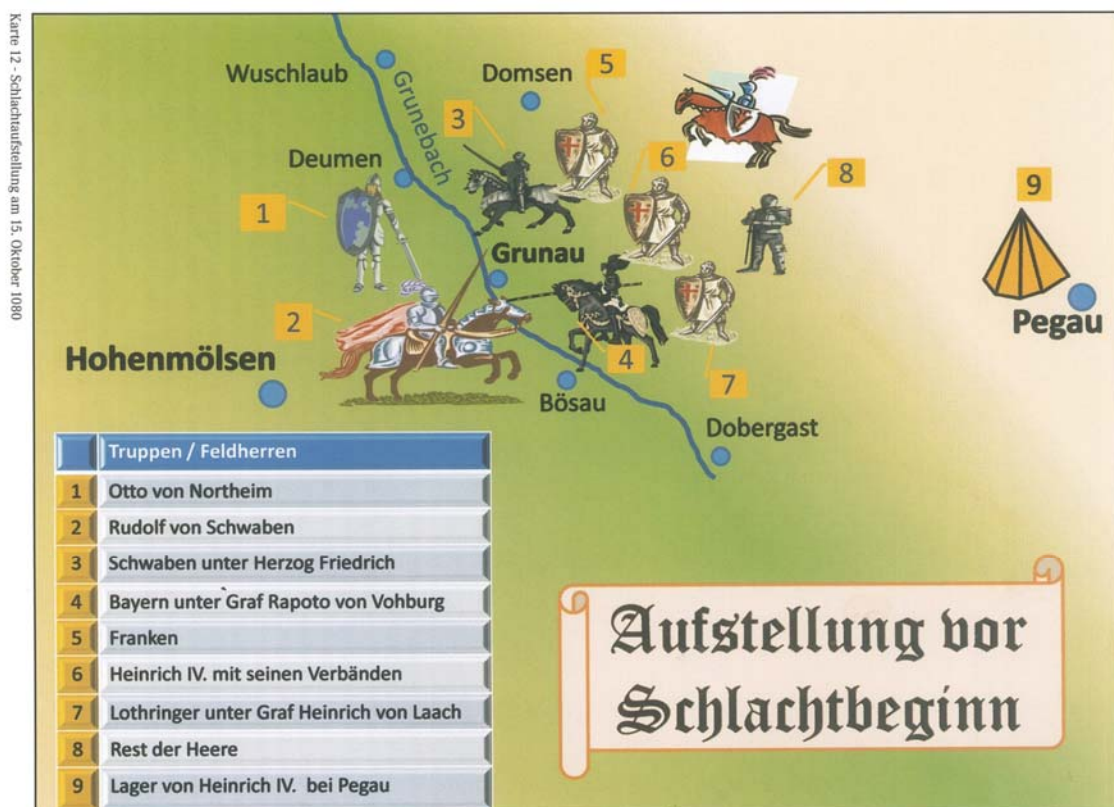 Karte 12 - Schlachtaufstellung am 15. Oktober 1080
Wuschlaub
Grunebach
Domsen
5
3
6
Deumen
8
1
9
Grunau
2
Pegau
Hohenmölsen
4
7
Bösau
Dobergast
Truppen / Feldherren
1 Otto von Northeim
2 Rudolf von Schwaben
3 Schwaben unter Herzog Friedrich
4 Bayern unter Graf Rapoto von Vohburg
5 Franken
6 Heinrich IV. mit seinen Verbänden
7 Lothringer unter Graf Heinrich von Laach
8 Rest der Heere
9 Lager von Heinrich IV. bei Pegau
Aufstellung vor
Schlachtbeginn